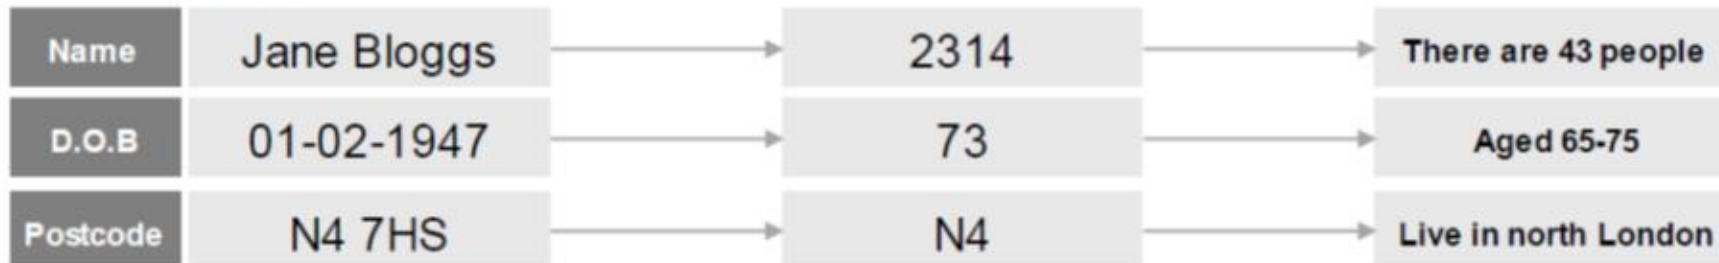 Name Jane Bloggs 2314 There are 43 people
D.O.B 01-02-1947 73 Aged 65-75
Postcode N4 7HS N4 Live in north London